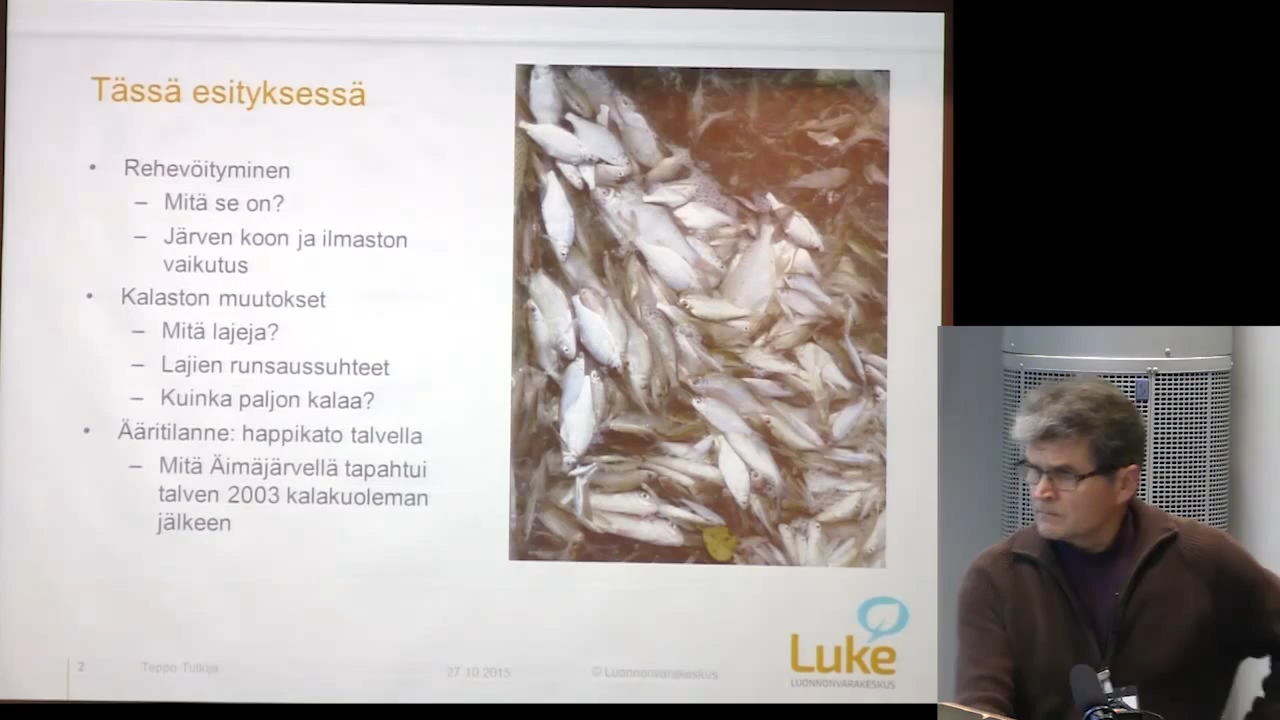 Tässä esityksessä
• Rehevöityminen
– Mitä se on?
– Järven koon ja ilmaston
vaikutus
• Kalaston muutokset
– Mitä lajeja?
– Lajien runsaussuhteet
– Kuinka paljon kalaa?
• Ääritilanne: happikato talvella
– Mitä Äimäjärvellä tapahtui
talven 2003 kalakuoleman
jälkeen
Luke
LUONNONVARAKESKUS
2 Teppo Tutkija 27.10.2015 © Luonnonvarakeskus